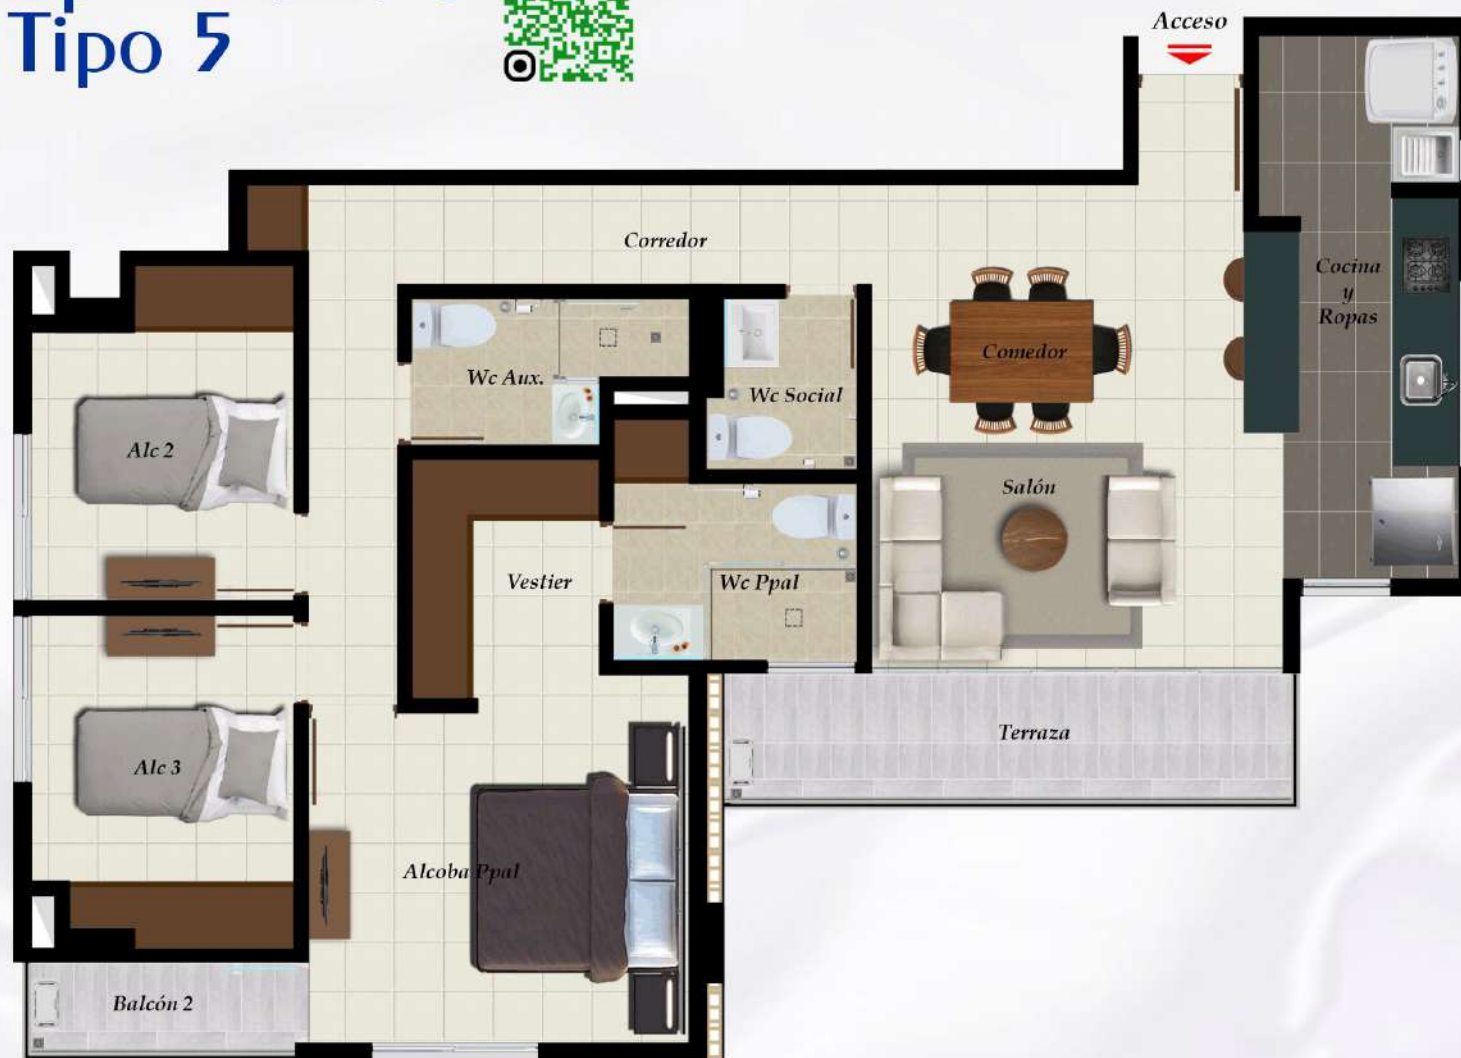 Tipo 5
Acceso
Corredor
Cocina
y
Ropas
Comedor
Wc Aux.
Wc Social
Alc 2
Salón
Vestier
Wc Ppal
Terraza
Alc 3
Alcoba Ppal
Balcón 2